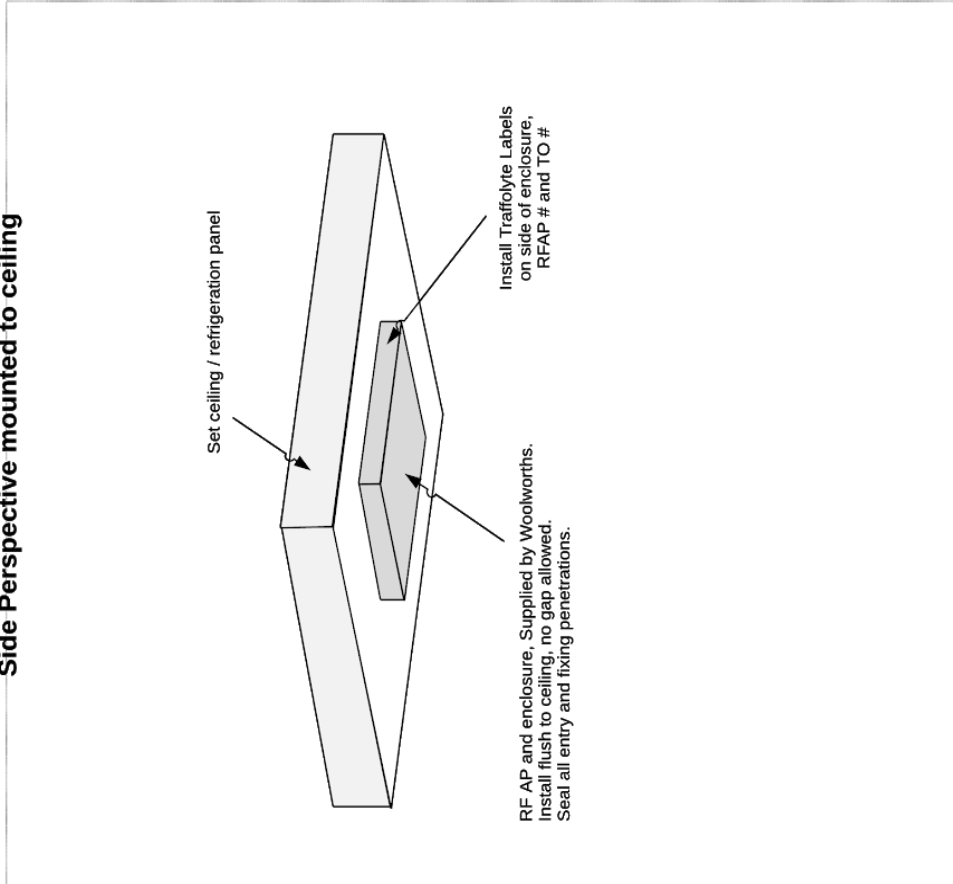 Side Perspective mounted to ceiling
Set ceiling / refrigeration panel
Install Traffolyte Labels
on side of enclosure,
RFAP # and TO #
RF AP and enclosure, Supplied by Woolworths.
Install flush to ceiling, no gap allowed.
Seal all entry and fixing penetrations.